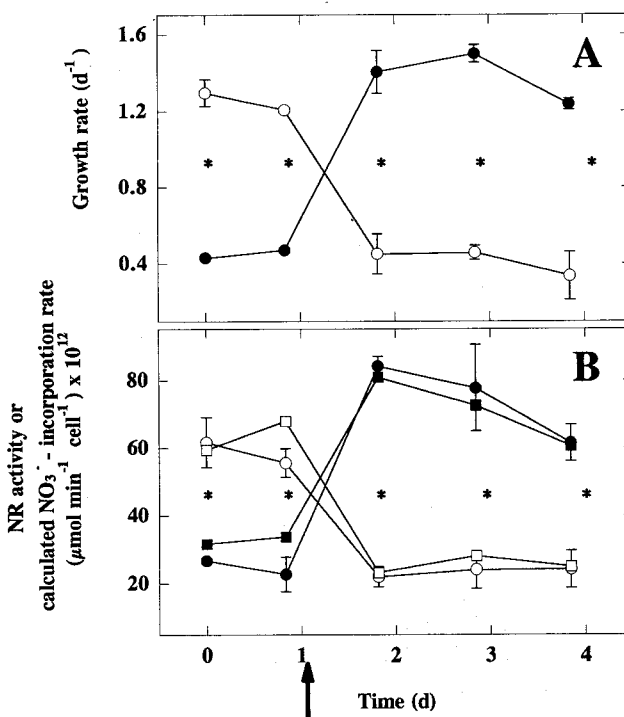 A
Growth rate (d⁻¹)
1.6
1.2
0.8
0.4
* * * * *
B
NR activity or
calculated NO₃⁻ - incorporation rate
(μmol min⁻¹ cell⁻¹) x 10¹²
80
60
40
20
* * * * *
0 1 2 3 4
Time (d)